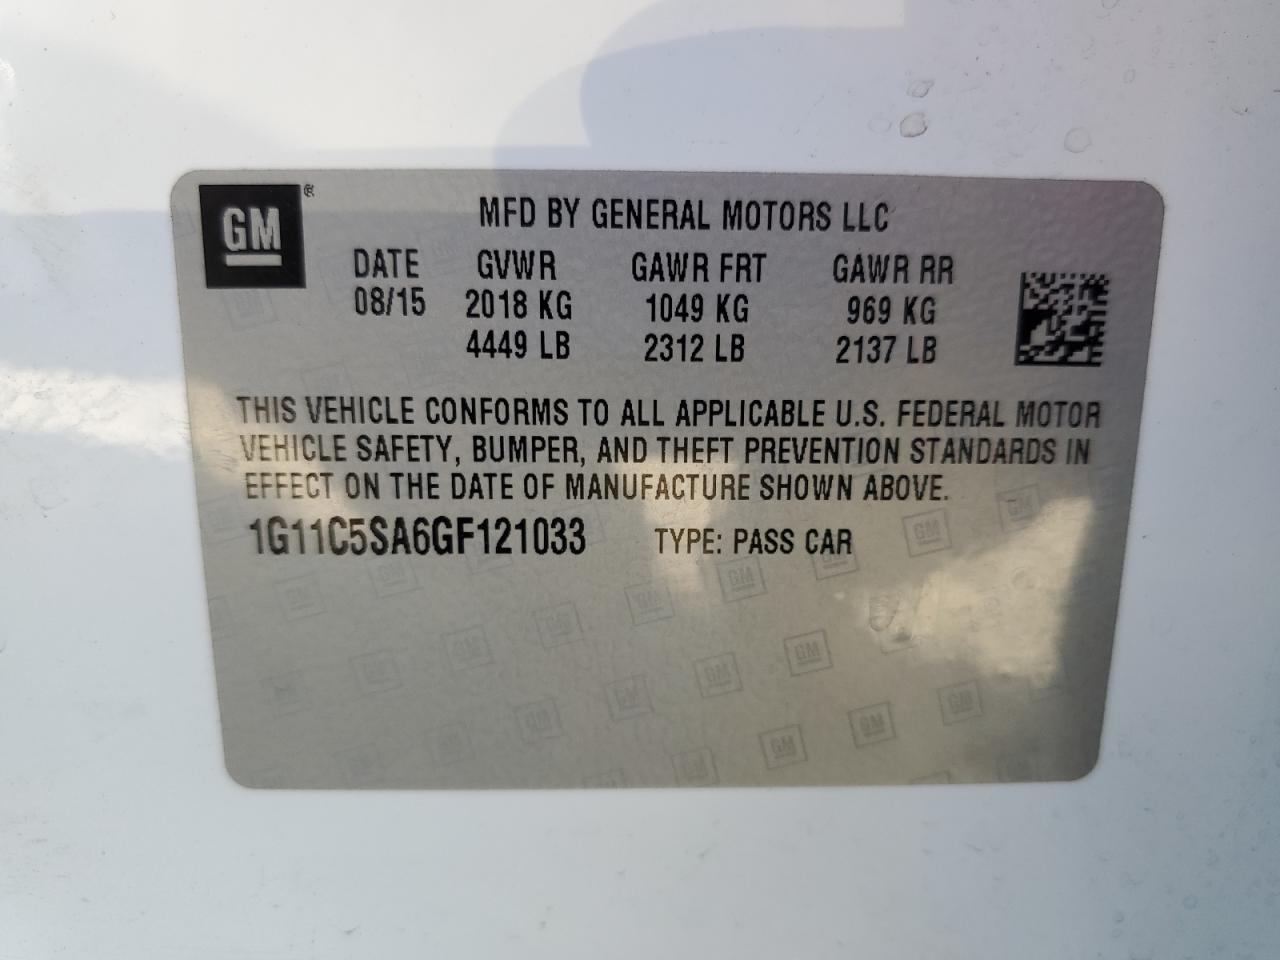 GM ®
MFD BY GENERAL MOTORS LLC
DATE GVWR GAWR FRT GAWR RR
08/15 2018 KG 1049 KG 969 KG
4449 LB 2312 LB 2137 LB
THIS VEHICLE CONFORMS TO ALL APPLICABLE U.S. FEDERAL MOTOR
VEHICLE SAFETY, BUMPER, AND THEFT PREVENTION STANDARDS IN
EFFECT ON THE DATE OF MANUFACTURE SHOWN ABOVE.
1G11C5SA6GF121033 TYPE: PASS CAR